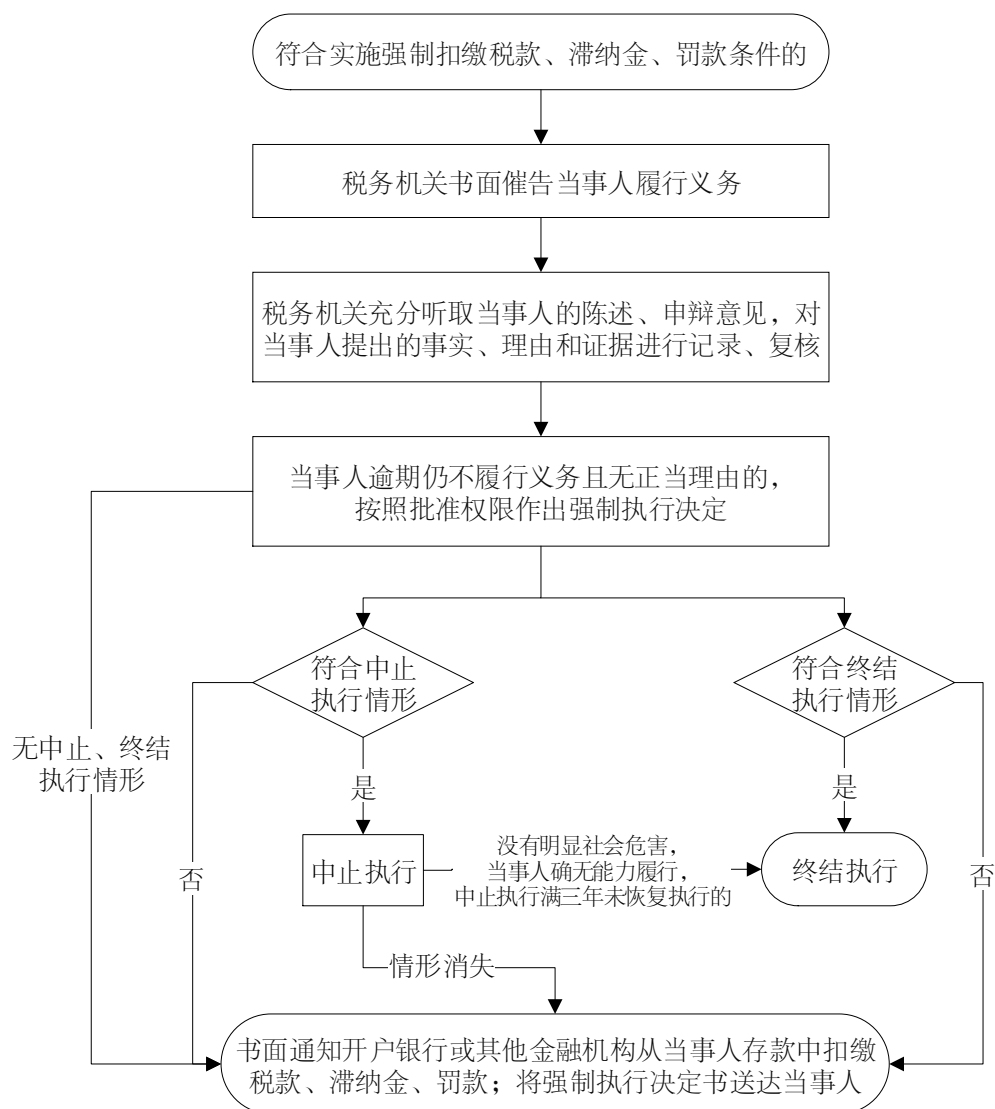 符合实施强制扣缴税款、滞纳金、罚款条件的
税务机关书面催告当事人履行义务
税务机关充分听取当事人的陈述、申辩意见，对
当事人提出的事实、理由和证据进行记录、复核
当事人逾期仍不履行义务且无正当理由的，
按照批准权限作出强制执行决定
符合中止
执行情形
符合终结
执行情形
无中止、终结
执行情形
是
是
否
中止执行
没有明显社会危害，
当事人确无能力履行，
中止执行满三年未恢复执行的
终结执行
否
情形消失
书面通知开户银行或其他金融机构从当事人存款中扣缴
税款、滞纳金、罚款；将强制执行决定书送达当事人